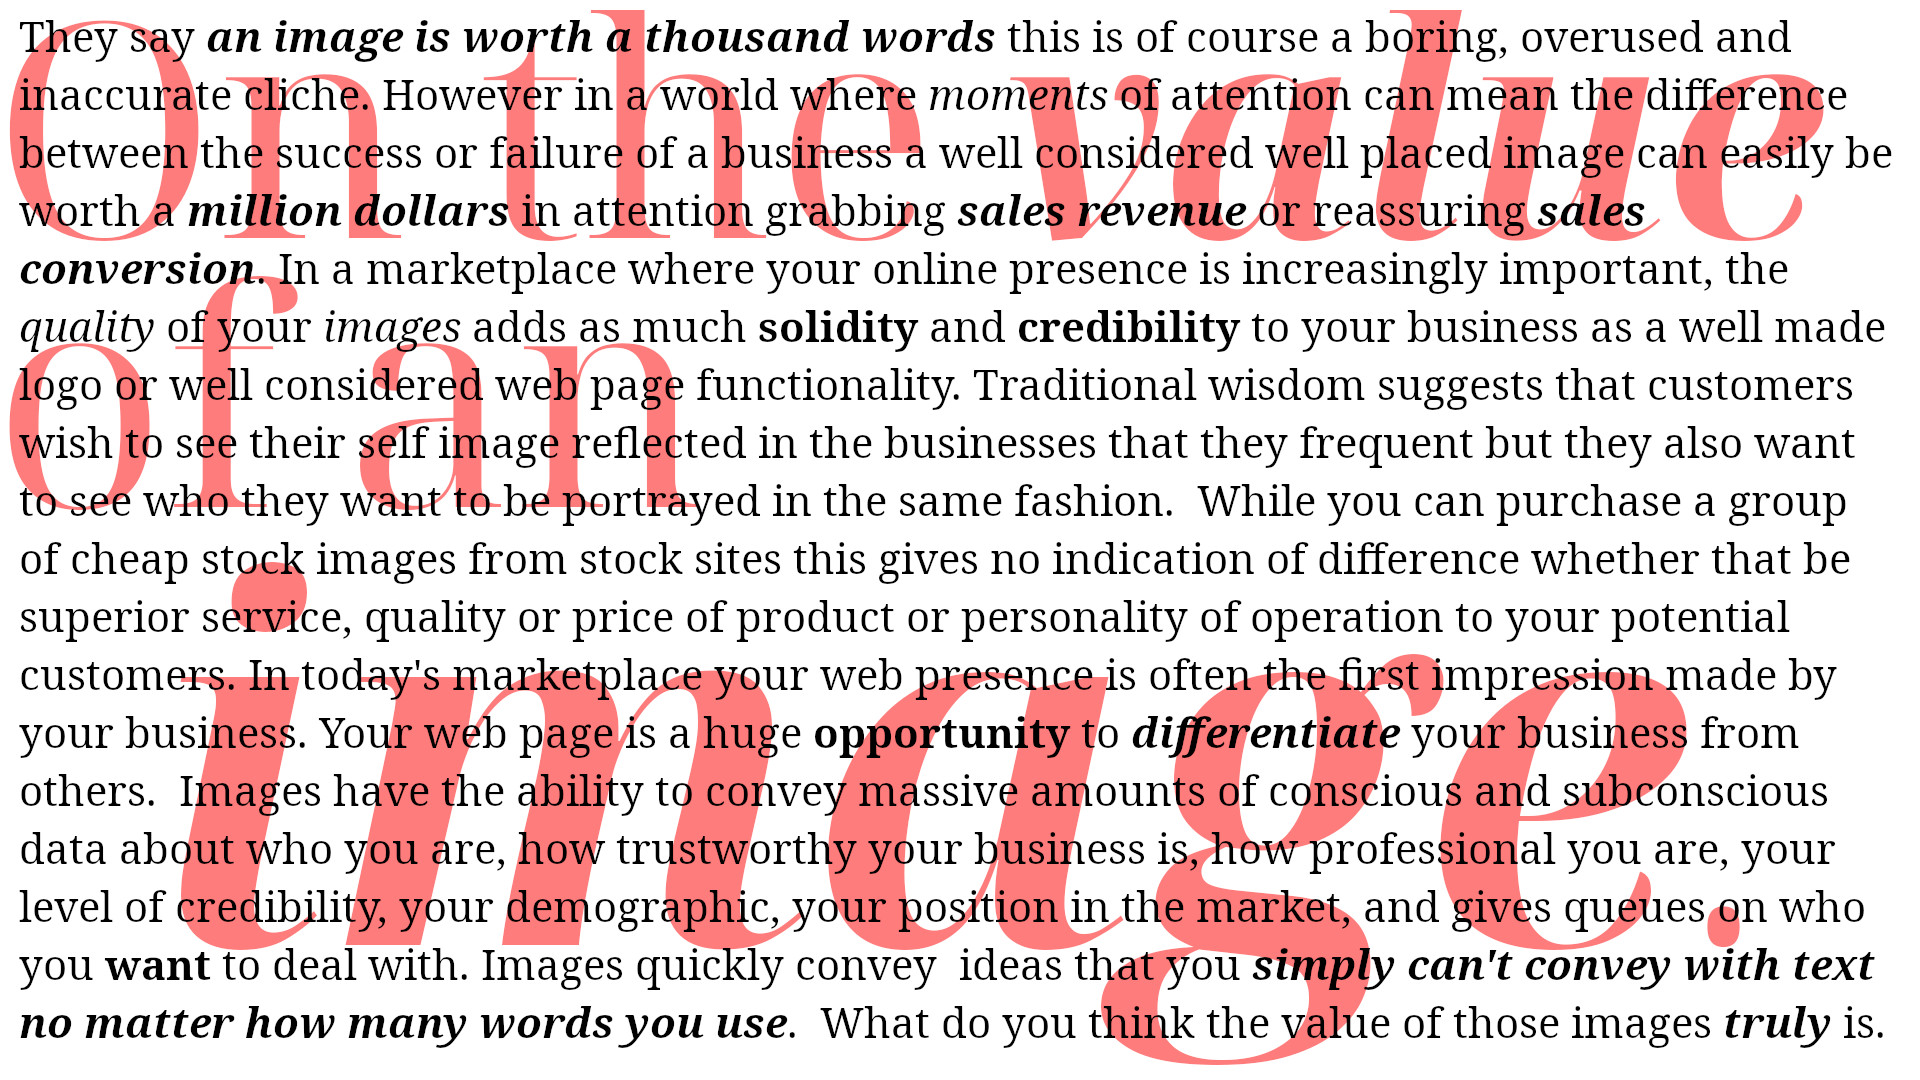 On the value
of an
image.
They say an image is worth a thousand words this is of course a boring, overused and
inaccurate cliche. However in a world where moments of attention can mean the difference
between the success or failure of a business a well considered well placed image can easily be
worth a million dollars in attention grabbing sales revenue or reassuring sales
conversion. In a marketplace where your online presence is increasingly important, the
quality of your images adds as much solidity and credibility to your business as a well made
logo or well considered web page functionality. Traditional wisdom suggests that customers
wish to see their self image reflected in the businesses that they frequent but they also want
to see who they want to be portrayed in the same fashion.  While you can purchase a group
of cheap stock images from stock sites this gives no indication of difference whether that be
superior service, quality or price of product or personality of operation to your potential
customers. In today's marketplace your web presence is often the first impression made by
your business. Your web page is a huge opportunity to differentiate your business from
others.  Images have the ability to convey massive amounts of conscious and subconscious
data about who you are, how trustworthy your business is, how professional you are, your
level of credibility, your demographic, your position in the market, and gives queues on who
you want to deal with. Images quickly convey  ideas that you simply can't convey with text
no matter how many words you use.  What do you think the value of those images truly is.